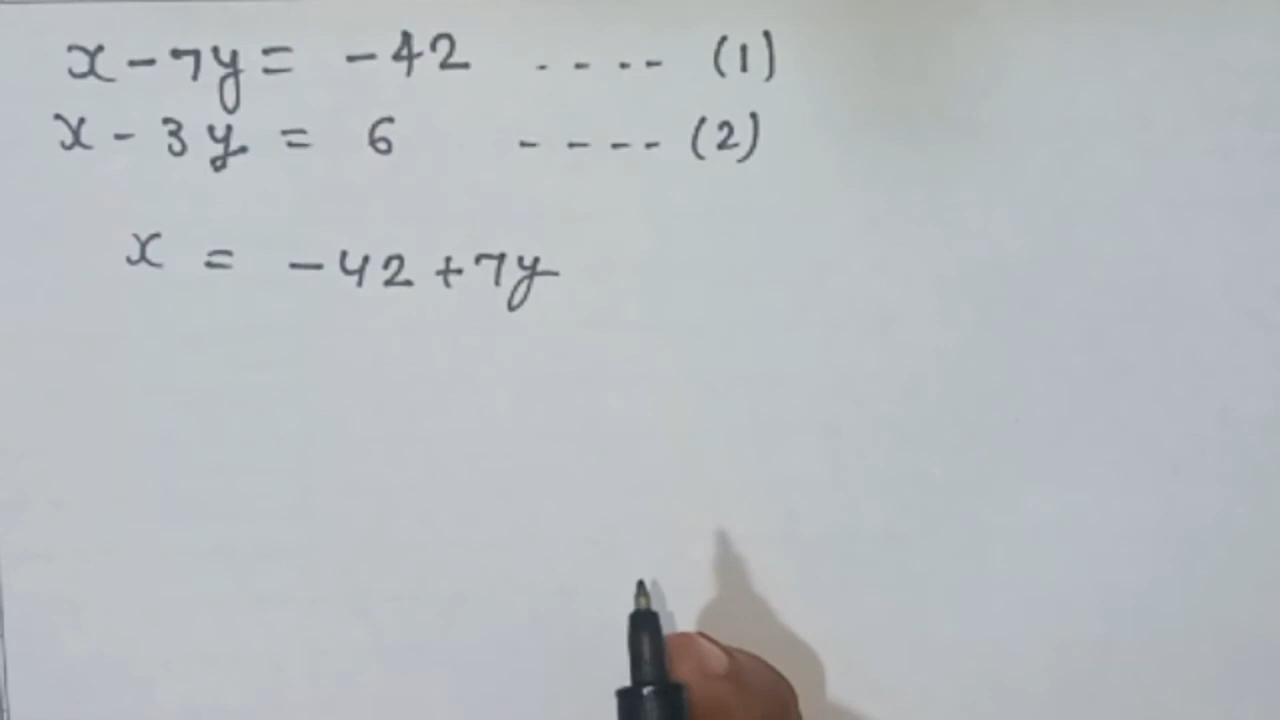 x - 7y = -42 ---- (1)
x - 3y = 6 ---- (2)
x = -42 + 7y